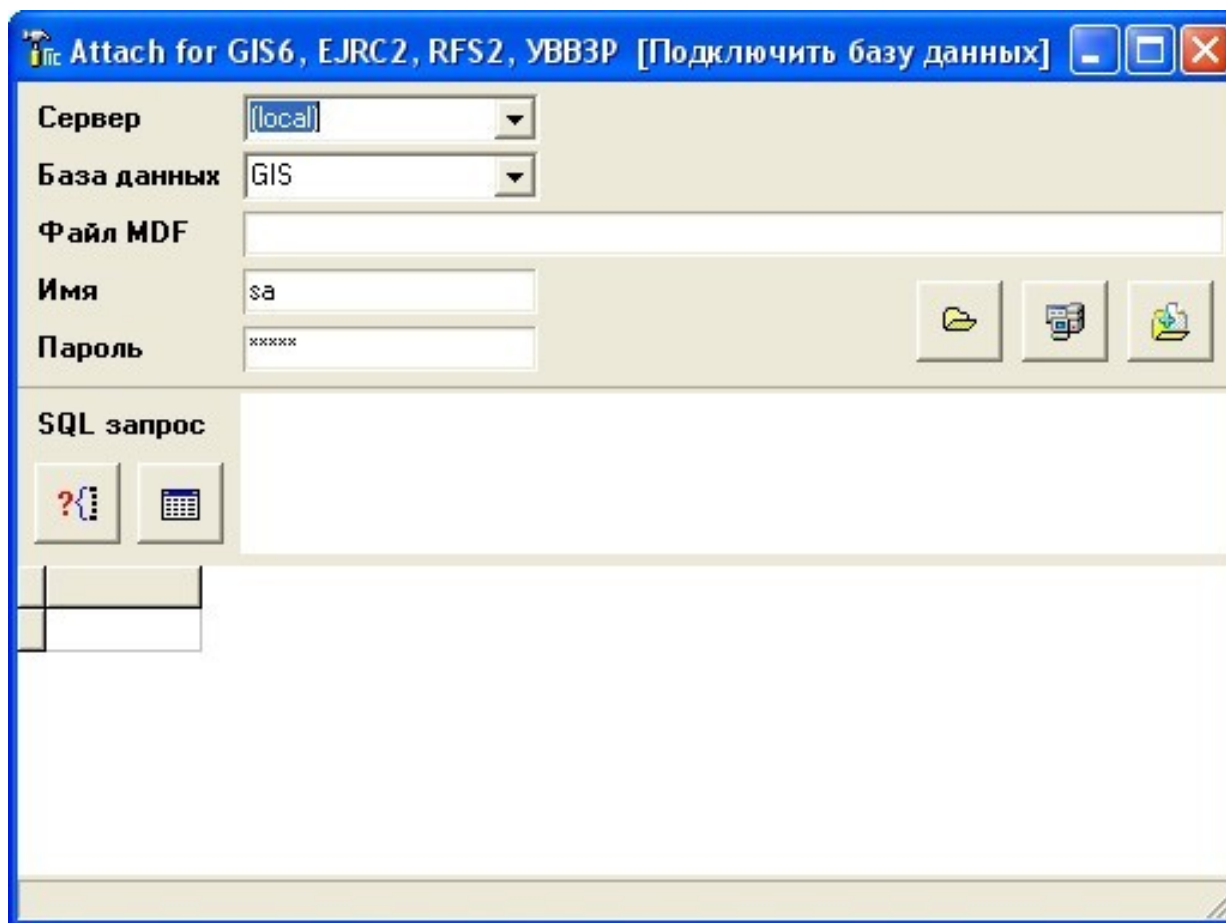 Гіс Attach for GIS6, EJRC2, RFS2, УВВЗР [Подключить базу данных]
Сервер (local)
База данных GIS
Файл MDF
Имя sa
Пароль *****
SQL запрос
?{